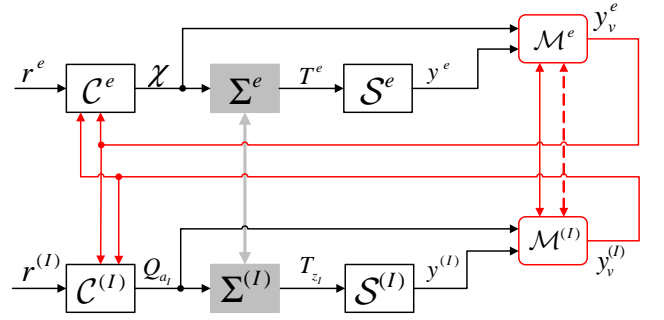 r^e C^e χ Σ^e T^e S^e y^e M^e y_v^e
r^(I) C^(I) Q_{a_I} Σ^(I) T_{z_I} S^(I) y^(I) M^(I) y_v^(I)